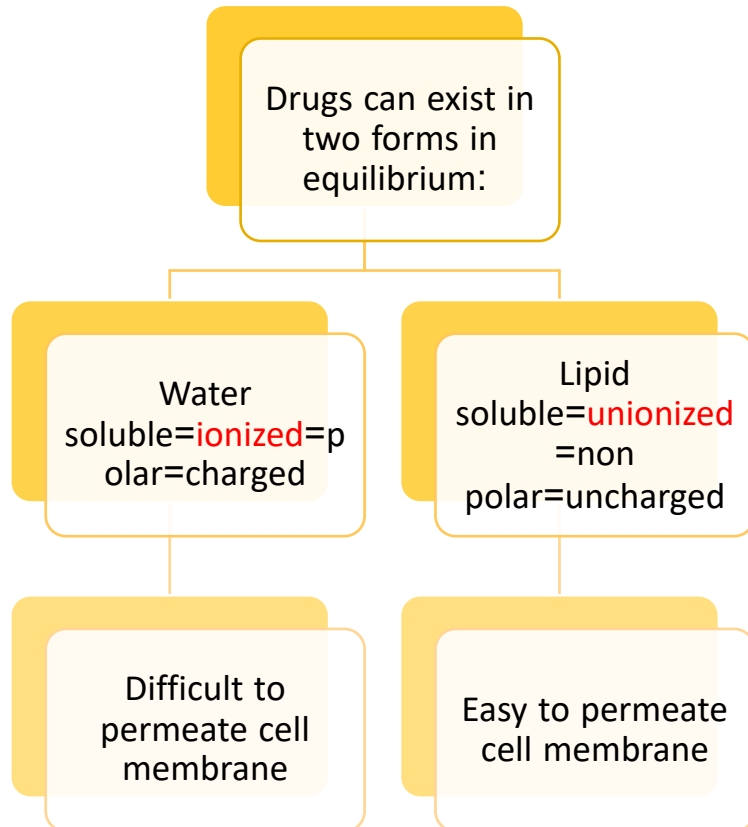 Drugs can exist in
two forms in
equilibrium:
Water
soluble=ionized=p
olar=charged
Lipid
soluble=unionized
=non
polar=uncharged
Difficult to
permeate cell
membrane
Easy to permeate
cell membrane